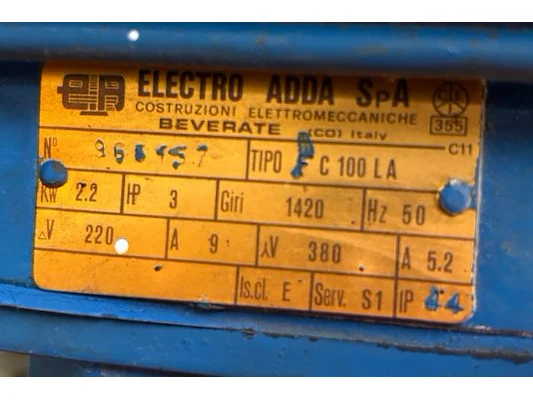 ELECTRO ADDA SpA
COSTRUZIONI ELETTROMECCANICHE
BEVERATE (CO) Italy
355
C11
N° TIPO C 100 LA
KW 2.2 HP 3 Giri 1420 Hz 50
△V 220 A 9 ⅄V 380 A 5.2
Is.cl. E Serv. S1 IP 44